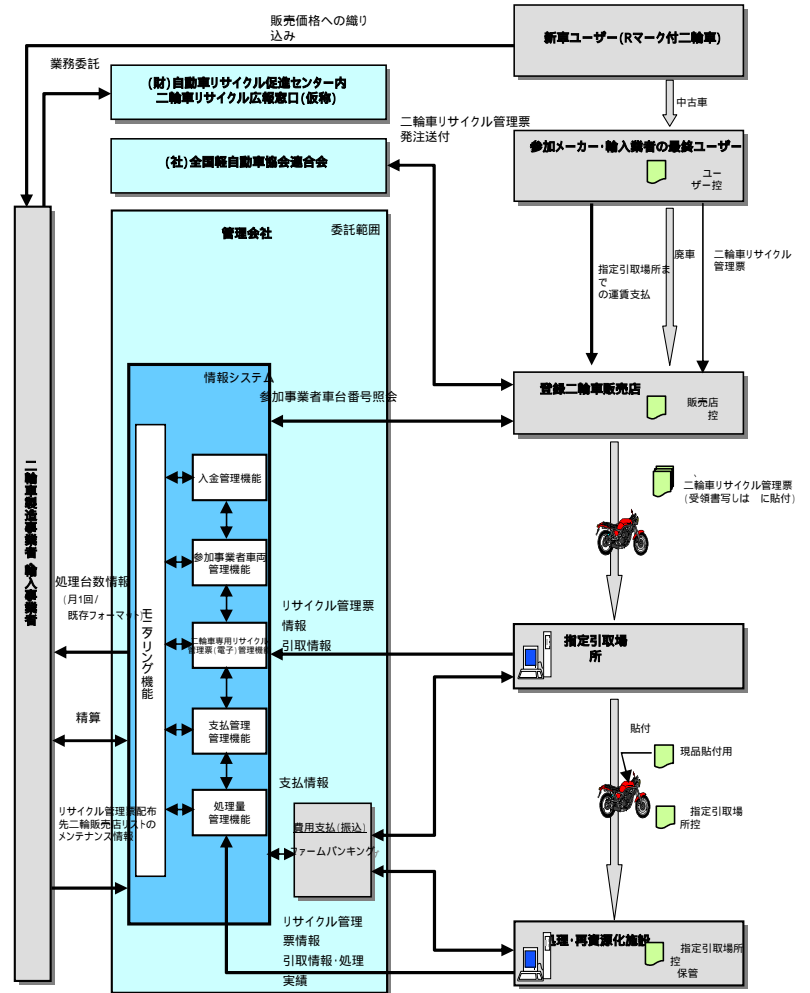 販売価格への織り
込み
新車ユーザー(Rマーク付二輪車)
業務委託
(財)自動車リサイクル促進センター内
二輪車リサイクル広報窓口(仮称)
中古車
二輪車リサイクル管理票
発注送付
(社)全国軽自動車協会連合会
参加メーカー・輸入業者の最終ユーザー
ユー
ザー控
管理会社
委託範囲
指定引取場所ま
で
の運賃支払
廃車
二輪車リサイクル
管理票
情報システム
参加事業者車台番号照会
登録二輪車販売店
販売店
控
二輪車製造事業者・輸入事業者
モニタリング機能
入金管理機能
、
二輪車リサイクル管理票
(受領書写しは に貼付)
参加事業者車両
管理機能
処理台数情報
(月1回/
既存フォーマット)
二輪車専用リサイクル
管理票(電子)管理機能
リサイクル管理票
情報
引取情報
指定引取場
所
精算
支払管理
管理機能
貼付
現品貼付用
支払情報
処理量
管理機能
リサイクル管理票配布
先二輪販売店リストの
メンテナンス情報
費用支払(振込)
ファームバンキング
指定引取場
所控
リサイクル管理
票情報
引取情報・処理
実績
処理・再資源化施設
指定引取場所
控
保管